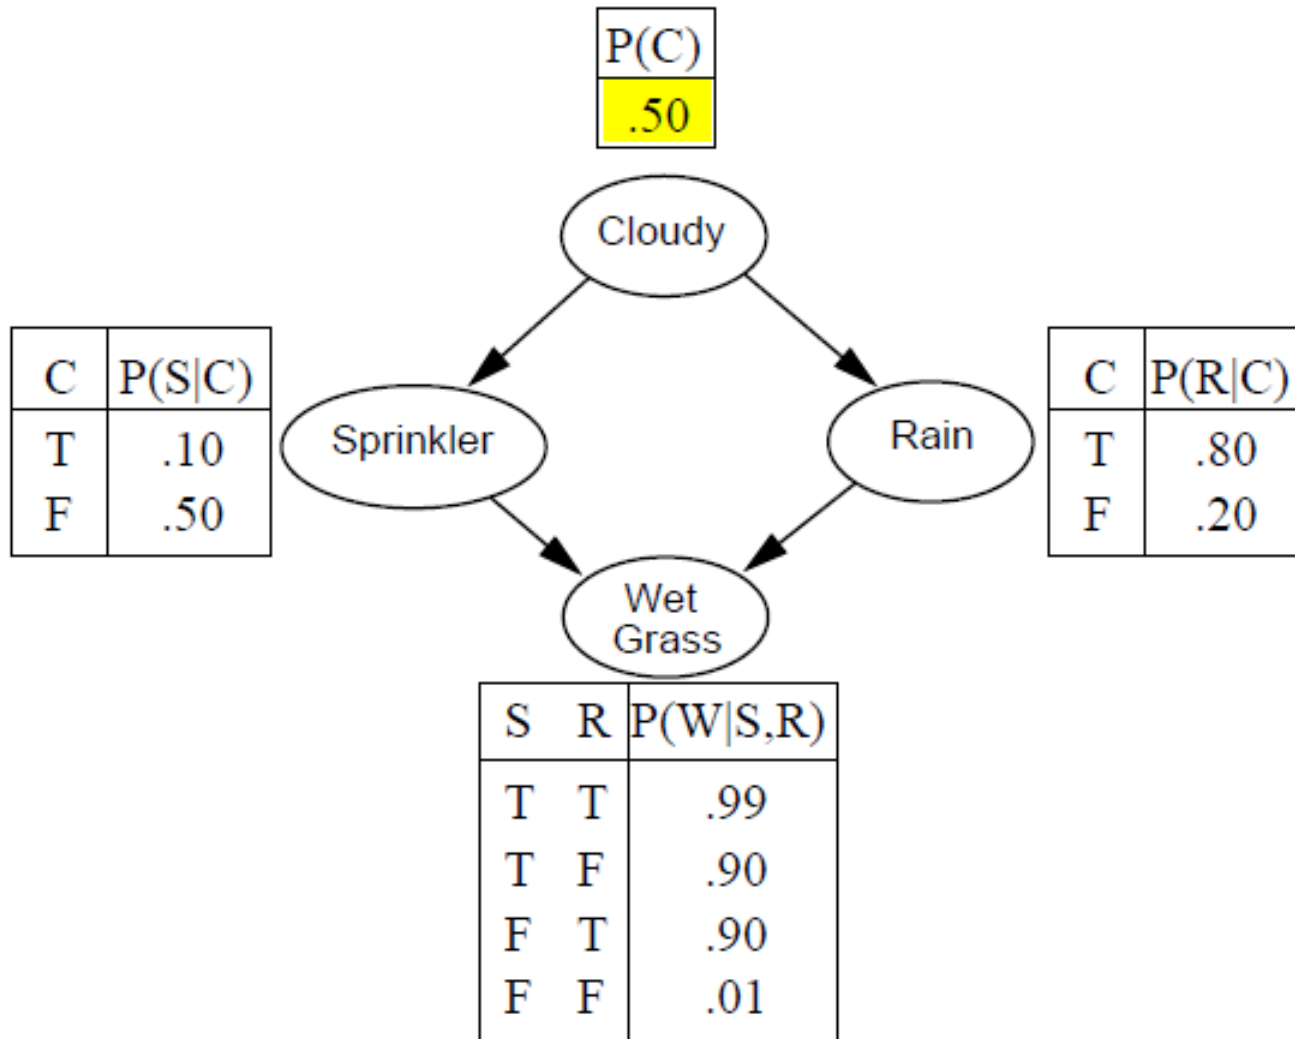 P(C)
.50
Cloudy
C P(S|C)
T .10
F .50
Sprinkler
Rain
C P(R|C)
T .80
F .20
Wet
Grass
S R P(W|S,R)
T T .99
T F .90
F T .90
F F .01